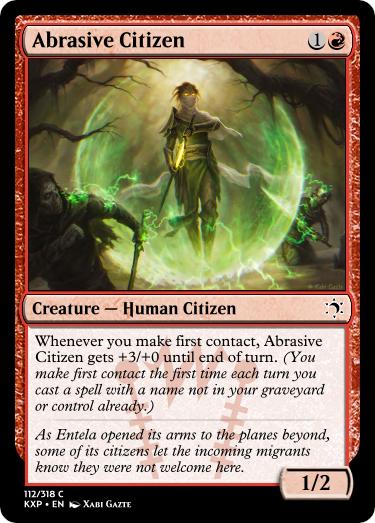 Abrasive Citizen 1
© Xabi Gazte
Creature — Human Citizen
Whenever you make first contact, Abrasive
Citizen gets +3/+0 until end of turn. (You
make first contact the first time each turn you
cast a spell with a name not in your graveyard
or control already.)
As Entela opened its arms to the planes beyond,
some of its citizens let the incoming migrants
know they were not welcome here.
1/2
112/318 C
KXP • EN Xabi Gazte